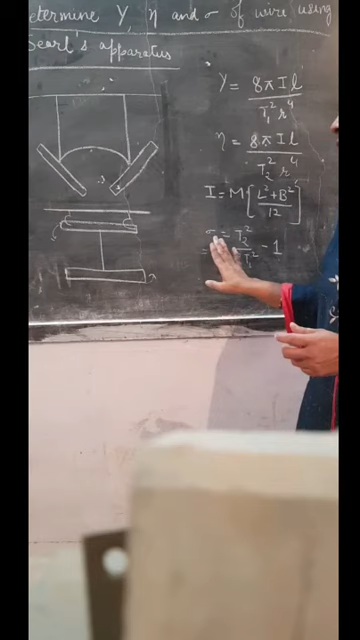 etermine Y, η and σ of wire using
Searl's apparatus
Y = 8πIl / T₁²r⁴
η = 8πIl / T₂²r⁴
I = M[L²+B² / 12]
σ = T₂² / T₁² - 1